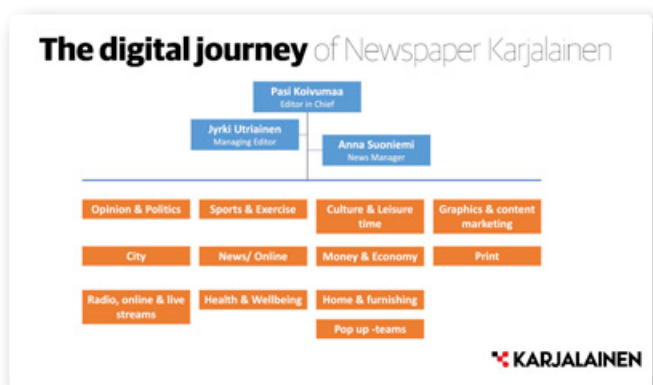 The digital journey of Newspaper Karjalainen
Pasi Koivumaa
Editor in Chief
Jyrki Utriainen
Managing Editor
Anna Suoniemi
News Manager
Opinion & Politics
Sports & Exercise
Culture & Leisure
time
Graphics & content
marketing
City
News/ Online
Money & Economy
Print
Radio, online & live
streams
Health & Wellbeing
Home & furnishing
Pop up -teams
KARJALAINEN